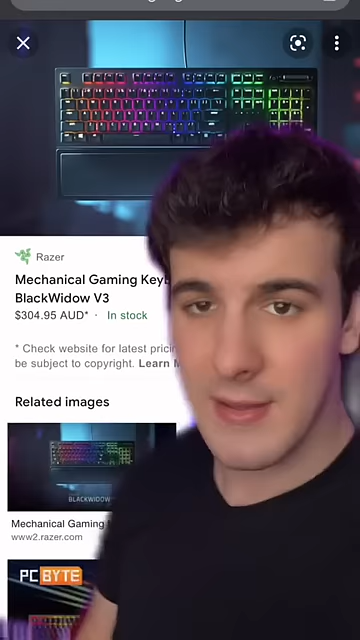 Razer
Mechanical Gaming Key
BlackWidow V3
$304.95 AUD* · In stock
* Check website for latest pricin
be subject to copyright. Learn M
Related images
BLACKWIDOW
Mechanical Gaming
www2.razer.com
PC BYTE